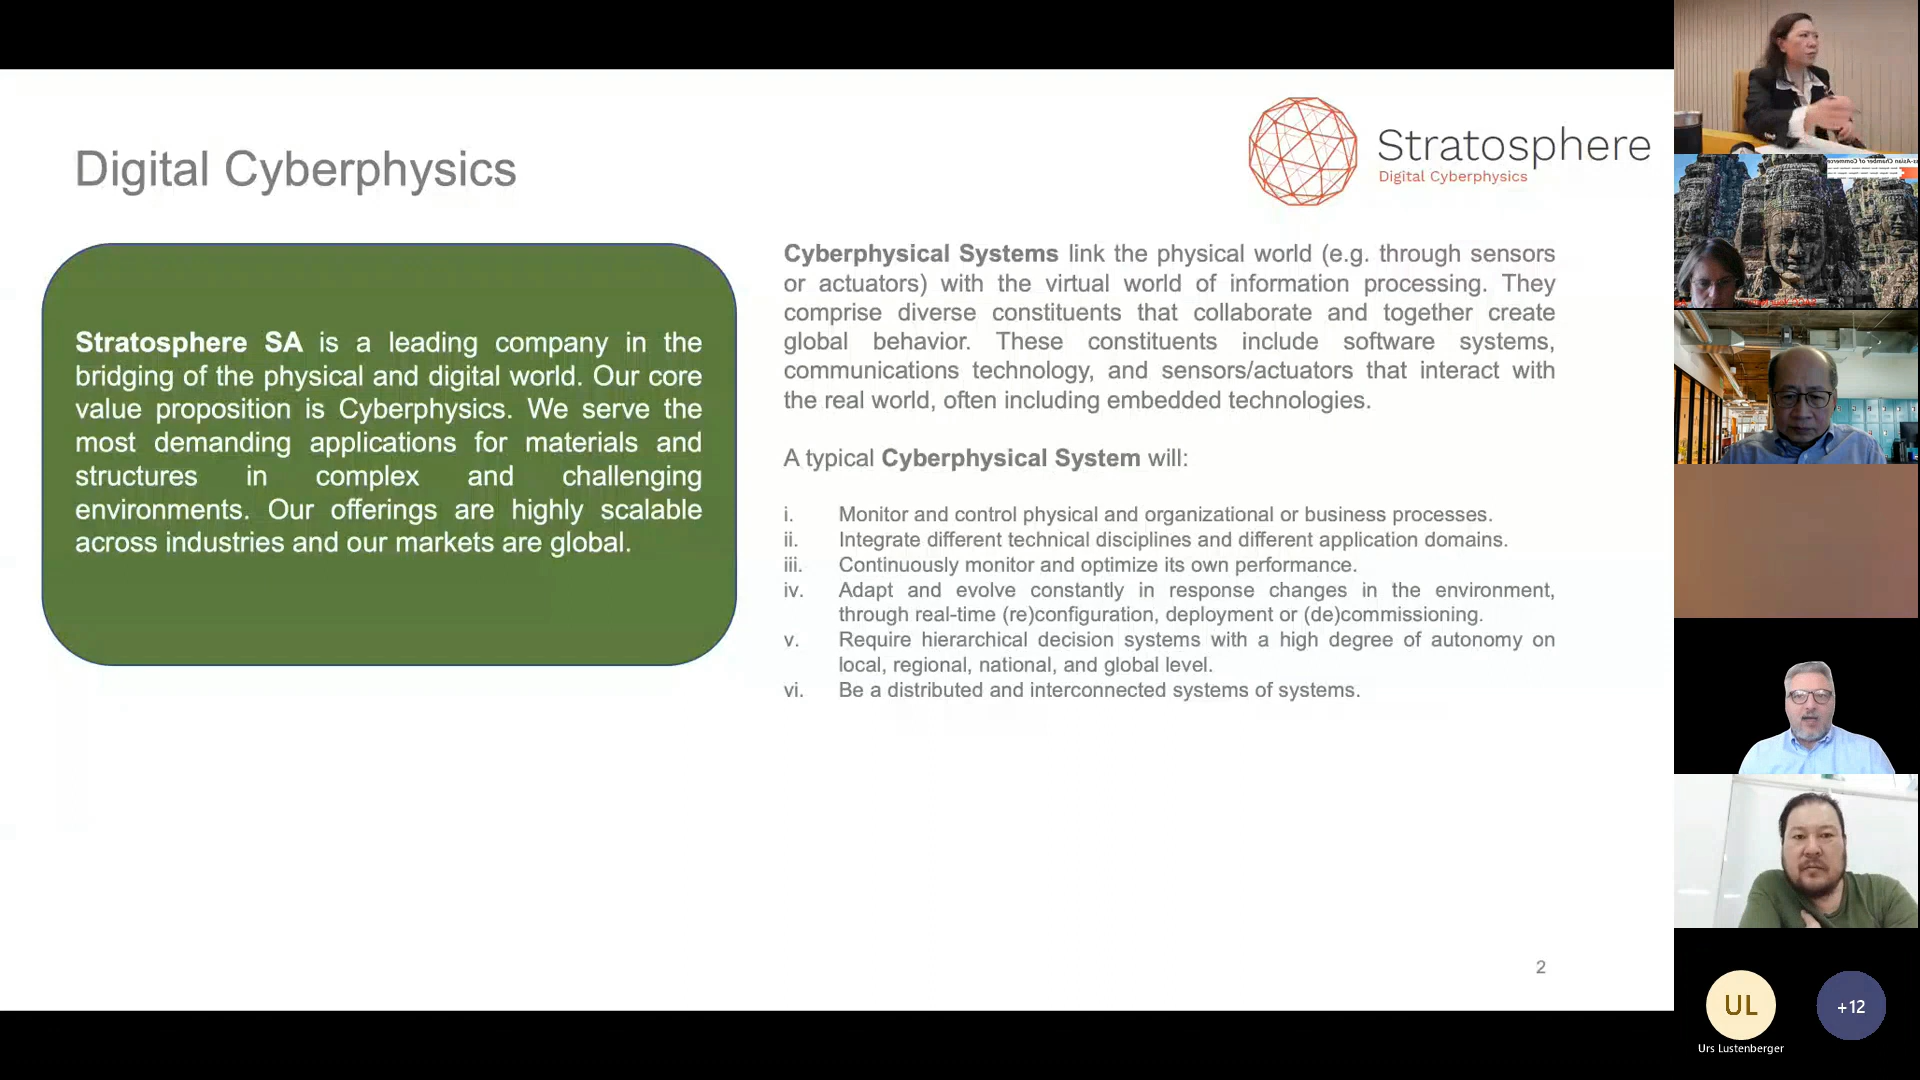 Digital Cyberphysics
Stratosphere
Digital Cyberphysics
Stratosphere SA is a leading company in the
bridging of the physical and digital world. Our core
value proposition is Cyberphysics. We serve the
most demanding applications for materials and
structures in complex and challenging
environments. Our offerings are highly scalable
across industries and our markets are global.
Cyberphysical Systems link the physical world (e.g. through sensors
or actuators) with the virtual world of information processing. They
comprise diverse constituents that collaborate and together create
global behavior. These constituents include software systems,
communications technology, and sensors/actuators that interact with
the real world, often including embedded technologies.
A typical Cyberphysical System will:
i. Monitor and control physical and organizational or business processes.
ii. Integrate different technical disciplines and different application domains.
iii. Continuously monitor and optimize its own performance.
iv. Adapt and evolve constantly in response changes in the environment,
through real-time (re)configuration, deployment or (de)commissioning.
v. Require hierarchical decision systems with a high degree of autonomy on
local, regional, national, and global level.
vi. Be a distributed and interconnected systems of systems.
2
Asian Chamber of Commerce
UL
+12
Urs Lustenberger